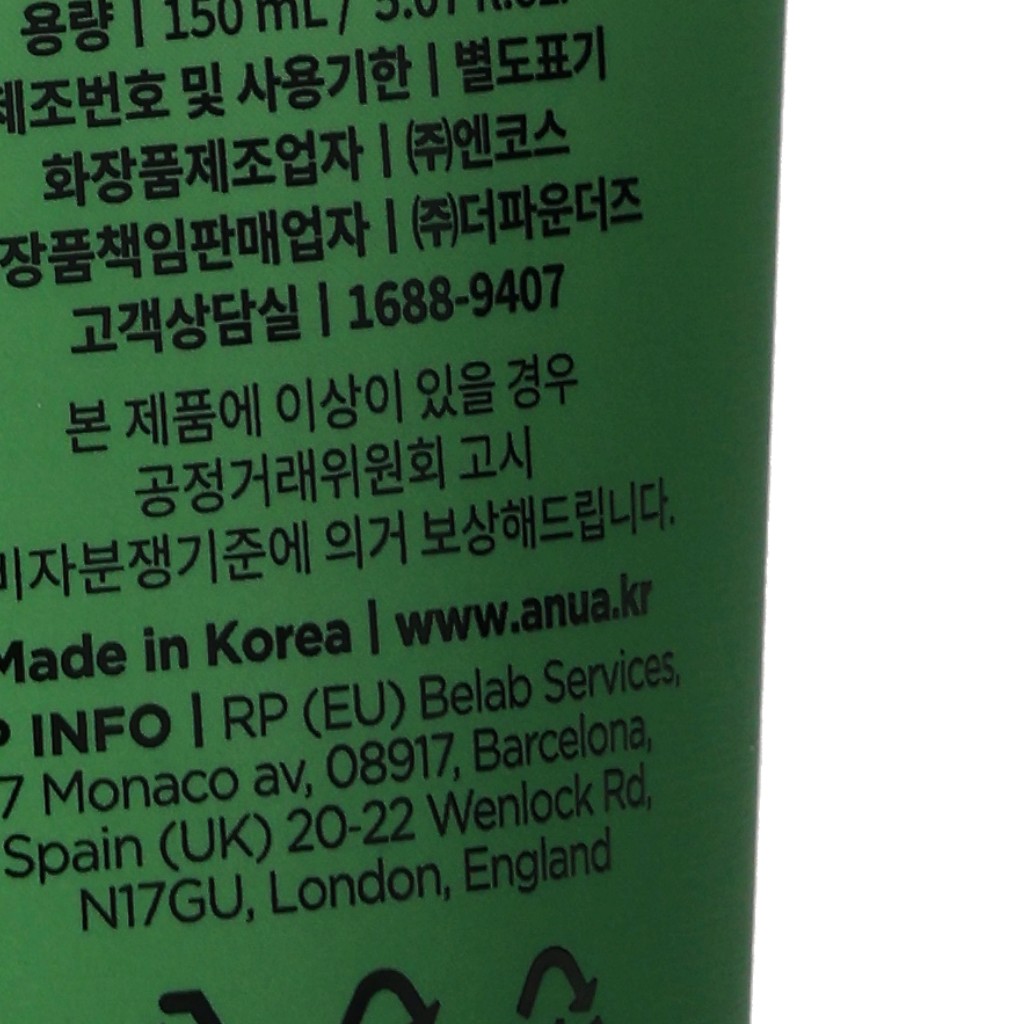 용량 | 150 mL / 5.07 fl.oz.
제조번호 및 사용기한 | 별도표기
화장품제조업자 | ㈜엔코스
장품책임판매업자 | ㈜더파운더즈
고객상담실 | 1688-9407
본 제품에 이상이 있을 경우
공정거래위원회 고시
비자분쟁기준에 의거 보상해드립니다.
Made in Korea | www.anua.kr
P INFO | RP (EU) Belab Services,
7 Monaco av, 08917, Barcelona,
Spain (UK) 20-22 Wenlock Rd,
N17GU, London, England